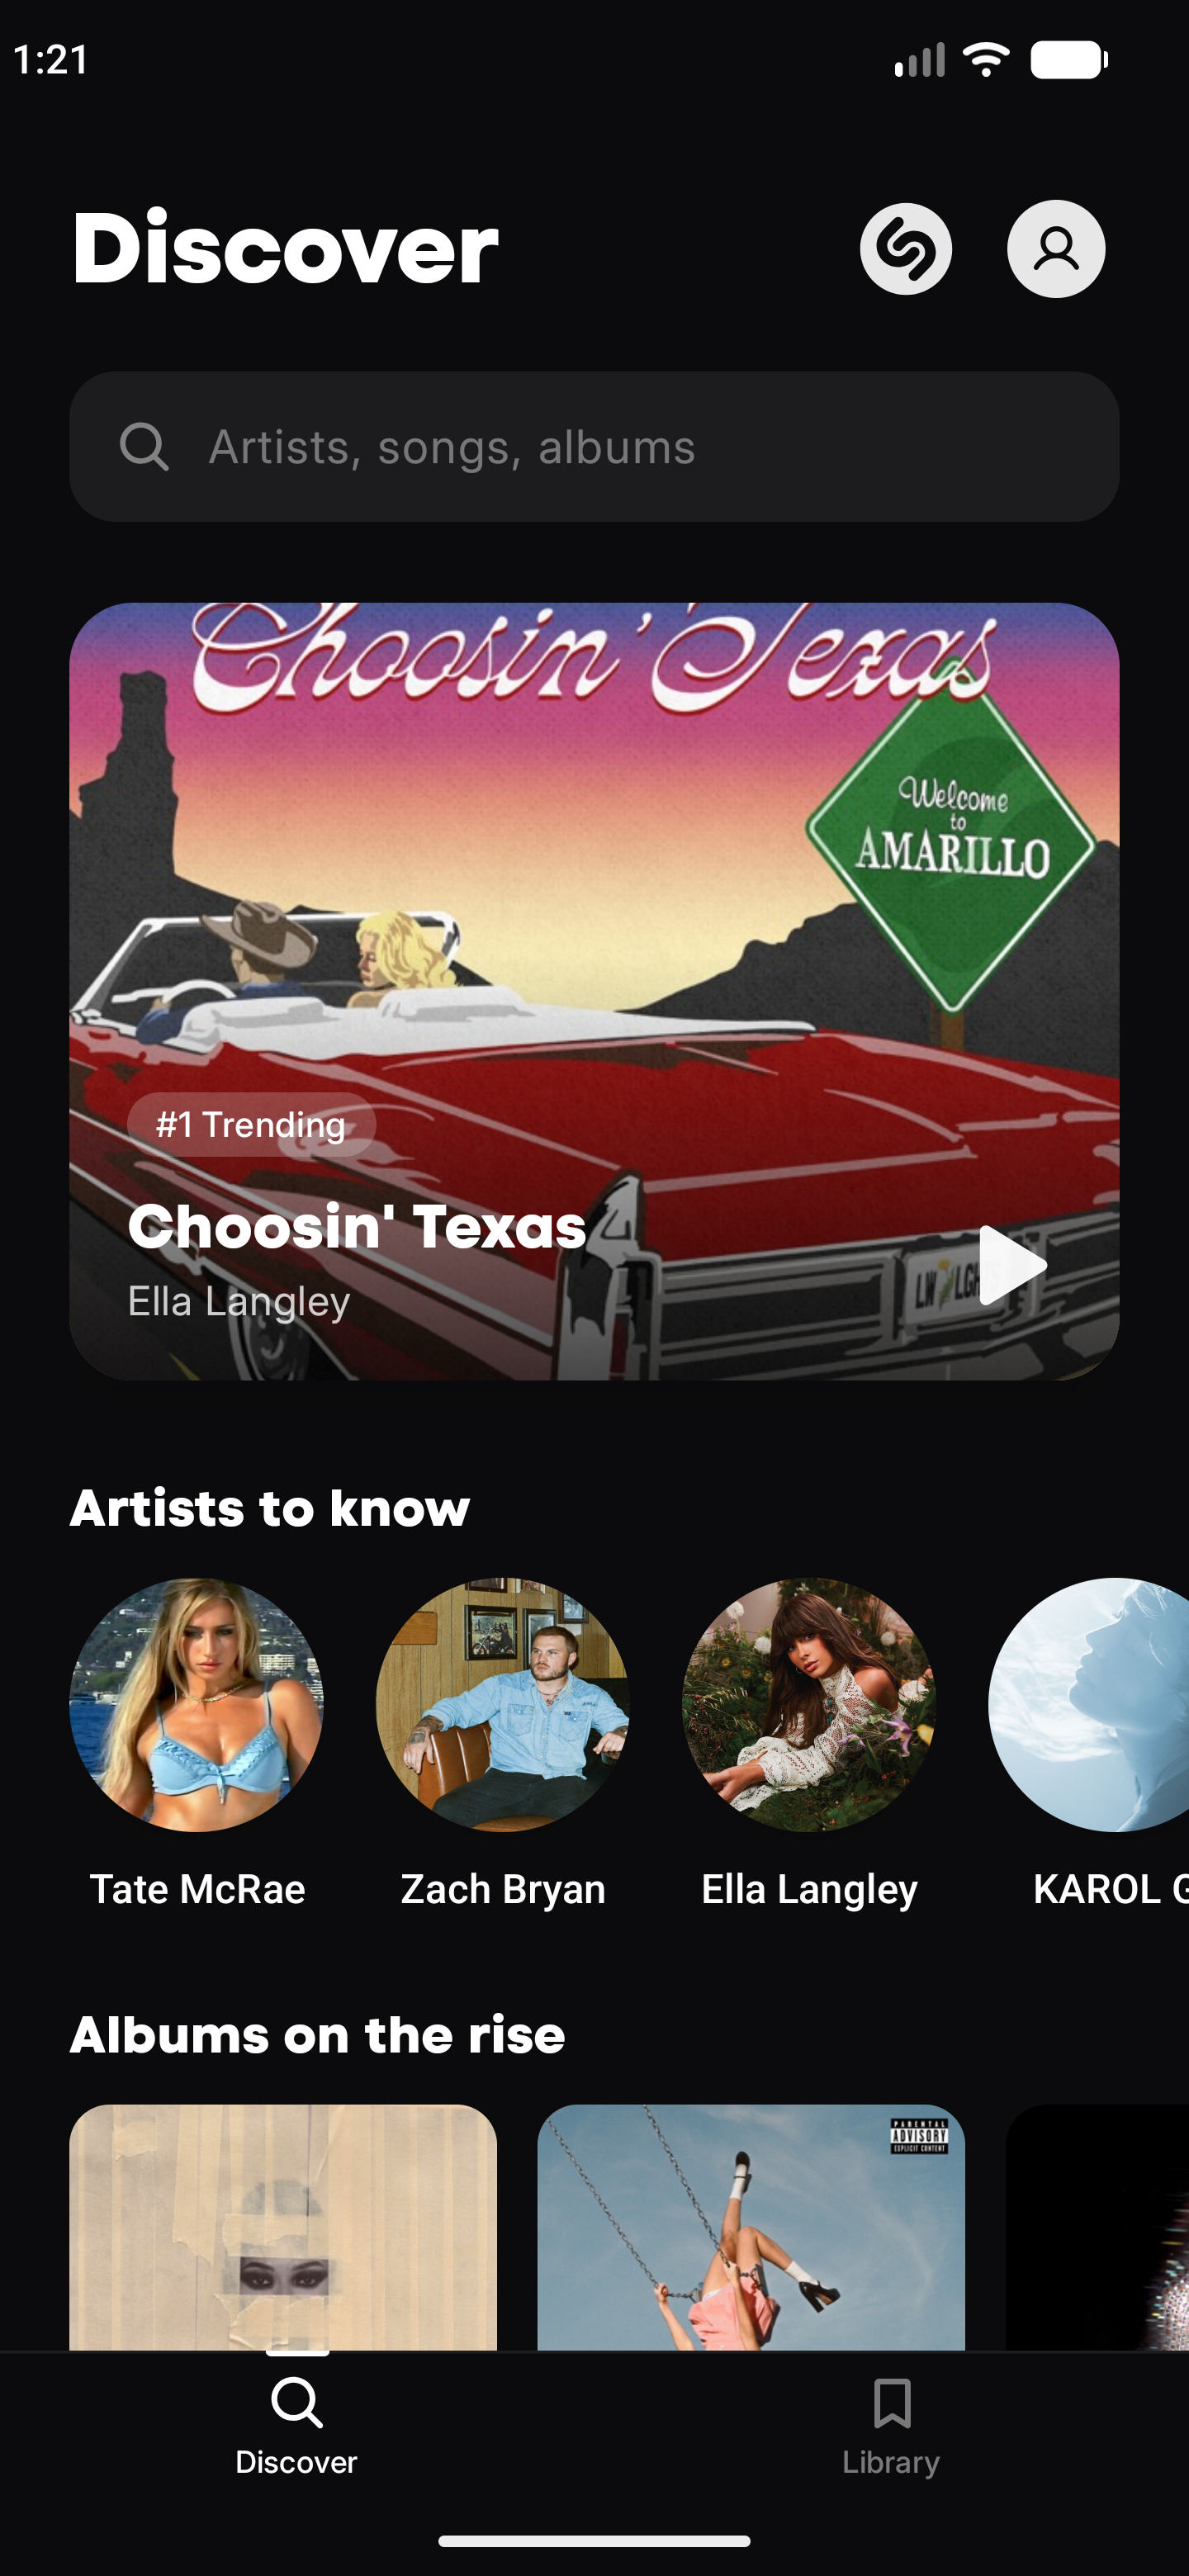 1:21
Discover
Artists, songs, albums
Choosin' Texas
Welcome
to
AMARILLO
#1 Trending
Choosin' Texas
Ella Langley
Artists to know
Tate McRae
Zach Bryan
Ella Langley
KAROL G
Albums on the rise
PARENTAL
ADVISORY
EXPLICIT CONTENT
Discover
Library